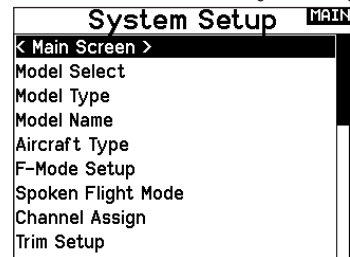 System Setup MAIN
< Main Screen >
Model Select
Model Type
Model Name
Aircraft Type
F-Mode Setup
Spoken Flight Mode
Channel Assign
Trim Setup